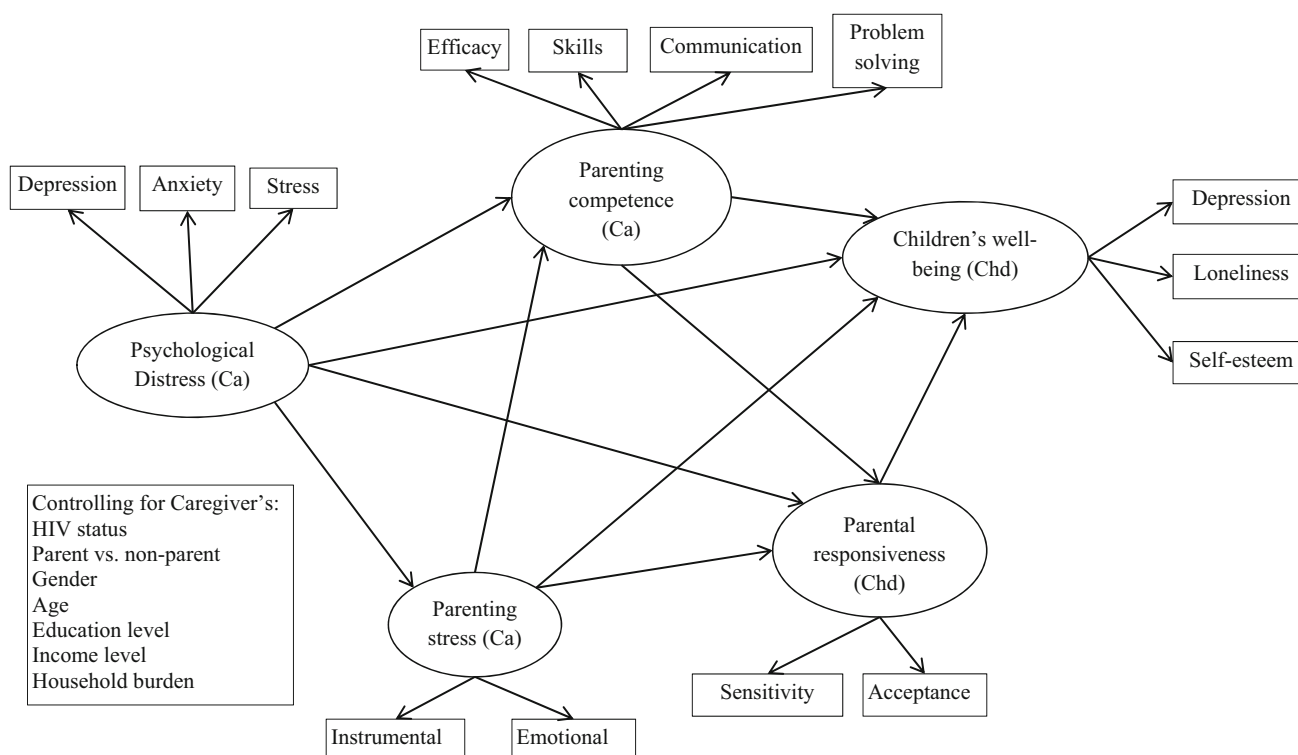 Efficacy
Skills
Communication
Problem
solving
Depression
Anxiety
Stress
Parenting
competence
(Ca)
Children’s well-
being (Chd)
Depression
Loneliness
Self-esteem
Psychological
Distress (Ca)
Controlling for Caregiver’s:
HIV status
Parent vs. non-parent
Gender
Age
Education level
Income level
Household burden
Parenting
stress (Ca)
Parental
responsiveness
(Chd)
Instrumental
Emotional
Sensitivity
Acceptance